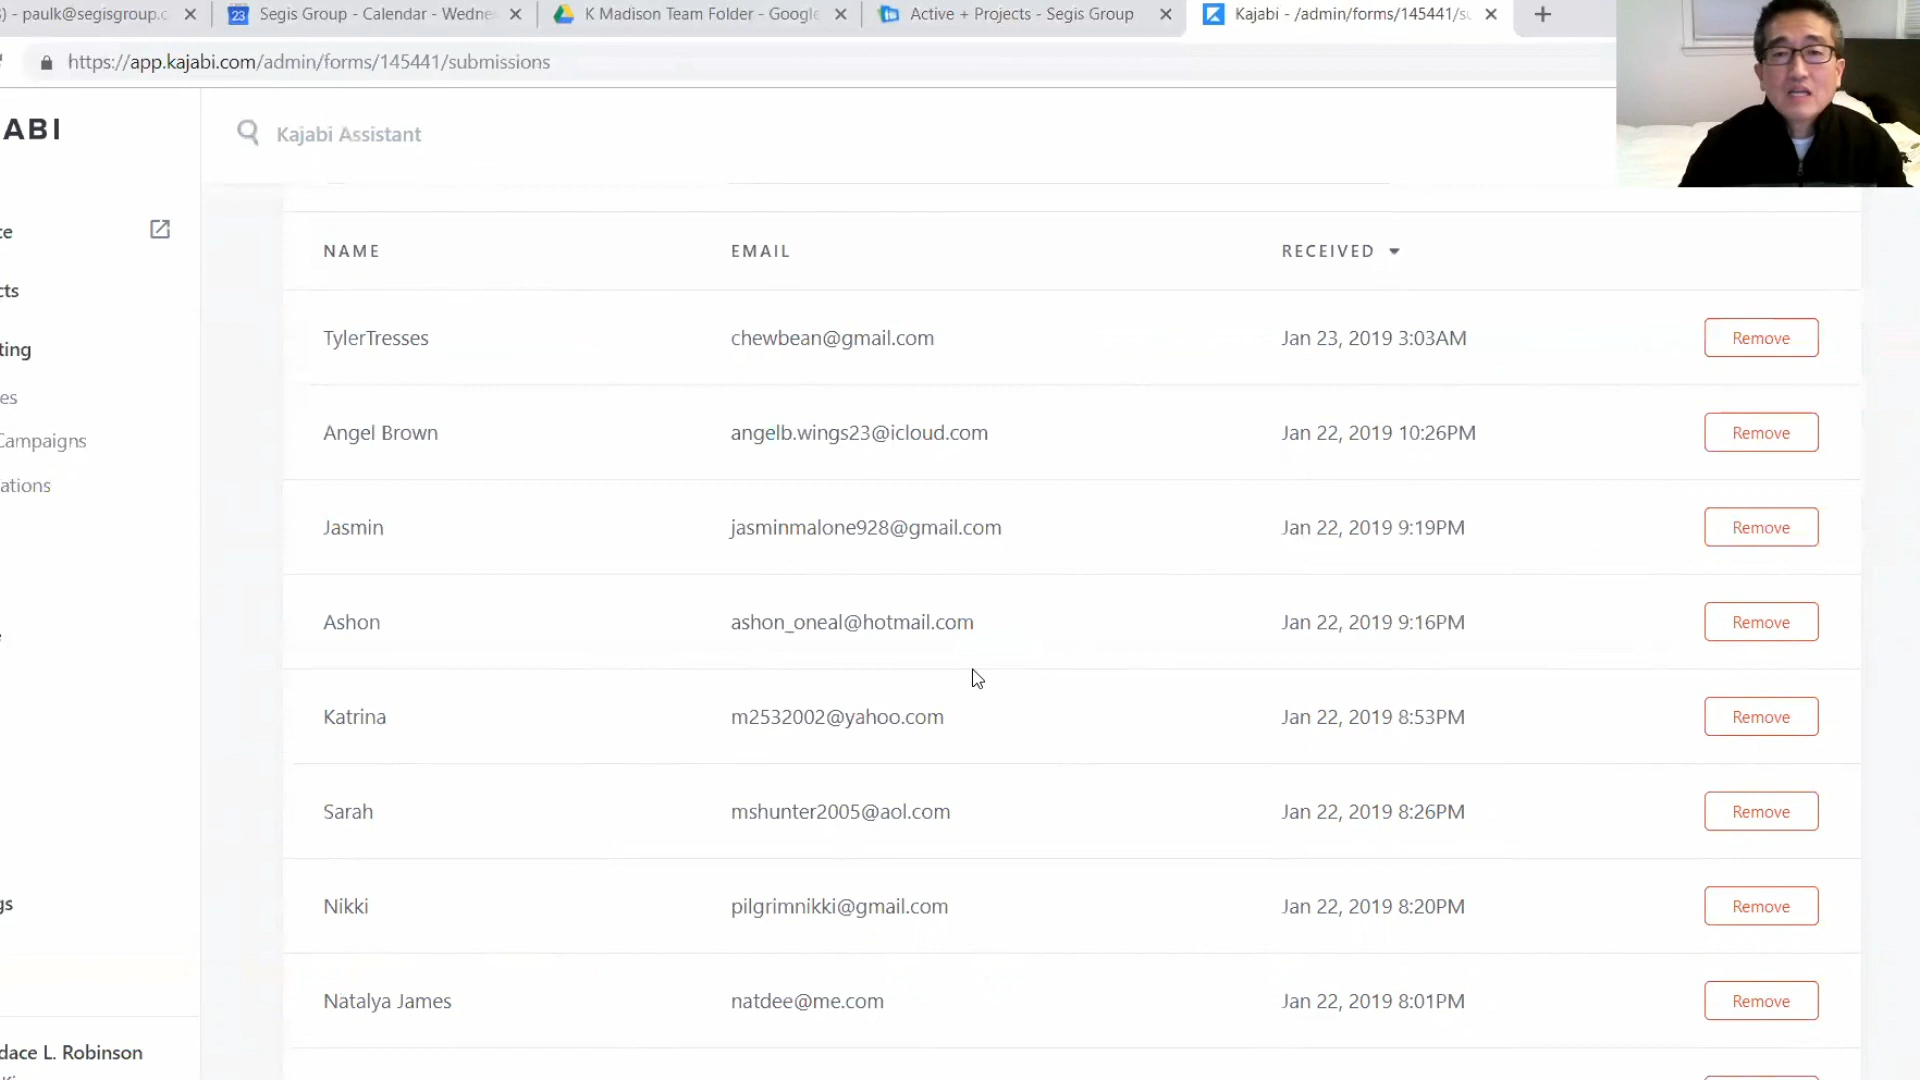 ) - paulk@segisgroup.c
23 Segis Group - Calendar - Wedne
K Madison Team Folder - Google
Active + Projects - Segis Group
Kajabi - /admin/forms/145441/su
https://app.kajabi.com/admin/forms/145441/submissions
ABI
Kajabi Assistant
te
cts
ting
es
Campaigns
ations
gs
dace L. Robinson
NAME EMAIL RECEIVED
TylerTresses chewbean@gmail.com Jan 23, 2019 3:03AM Remove
Angel Brown angelb.wings23@icloud.com Jan 22, 2019 10:26PM Remove
Jasmin jasminmalone928@gmail.com Jan 22, 2019 9:19PM Remove
Ashon ashon_oneal@hotmail.com Jan 22, 2019 9:16PM Remove
Katrina m2532002@yahoo.com Jan 22, 2019 8:53PM Remove
Sarah mshunter2005@aol.com Jan 22, 2019 8:26PM Remove
Nikki pilgrimnikki@gmail.com Jan 22, 2019 8:20PM Remove
Natalya James natdee@me.com Jan 22, 2019 8:01PM Remove